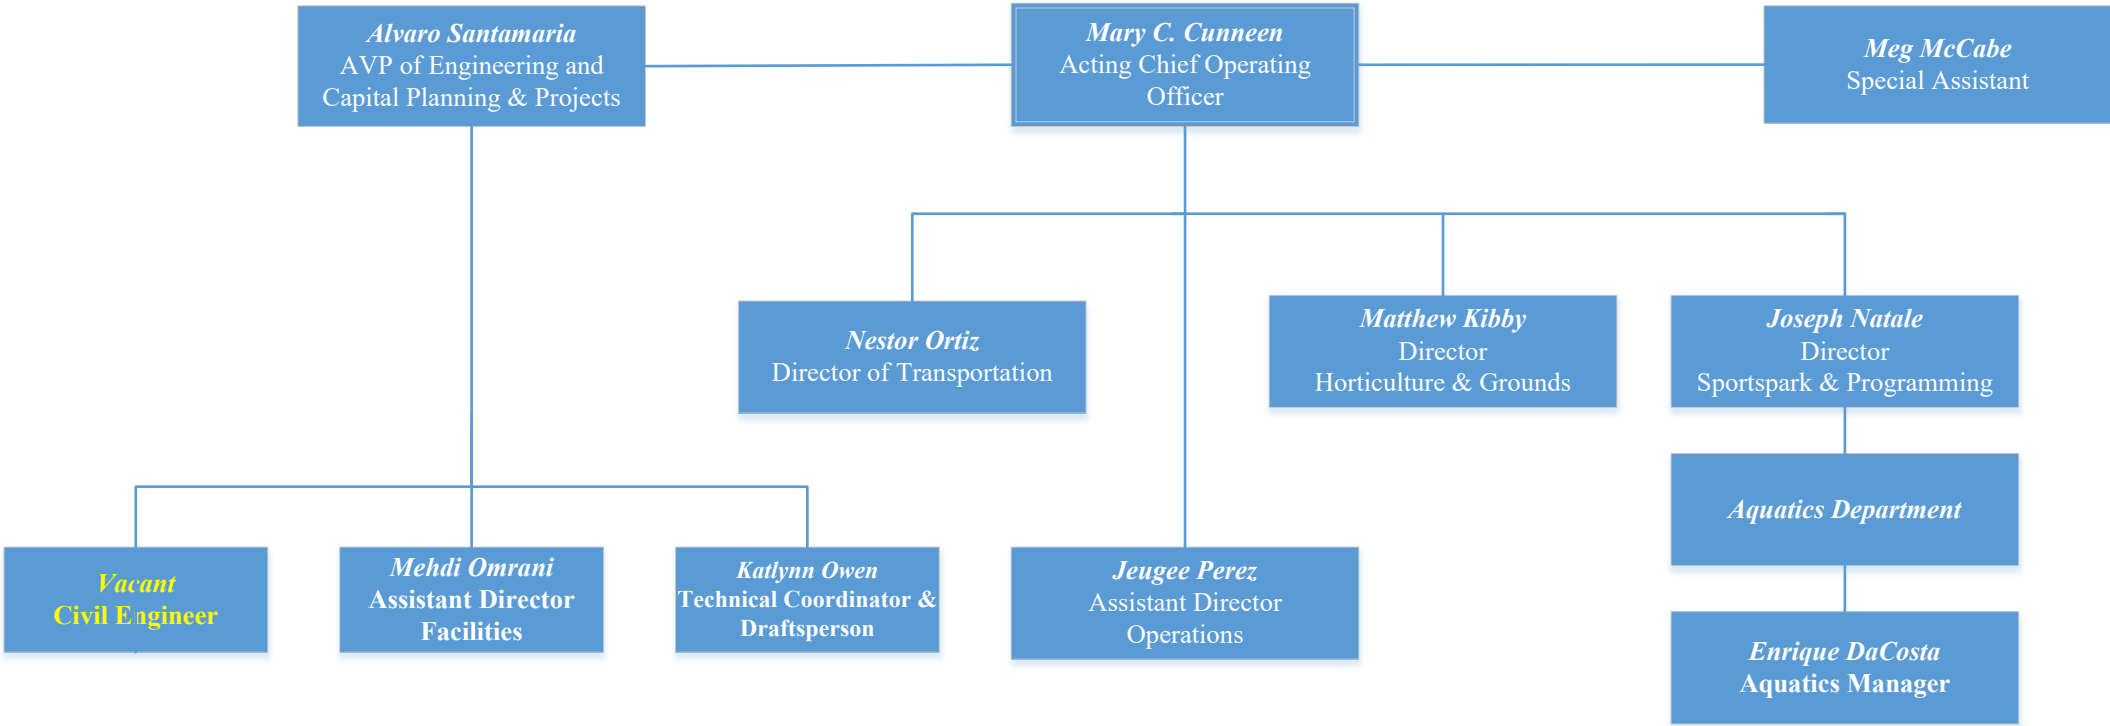 Alvaro Santamaria
AVP of Engineering and
Capital Planning & Projects
Mary C. Cunneen
Acting Chief Operating
Officer
Meg McCabe
Special Assistant
Nestor Ortiz
Director of Transportation
Matthew Kibby
Director
Horticulture & Grounds
Joseph Natale
Director
Sportspark & Programming
Aquatics Department
Vacant
Civil Engineer
Mehdi Omrani
Assistant Director
Facilities
Katlynn Owen
Technical Coordinator &
Draftsperson
Jeugee Perez
Assistant Director
Operations
Enrique DaCosta
Aquatics Manager